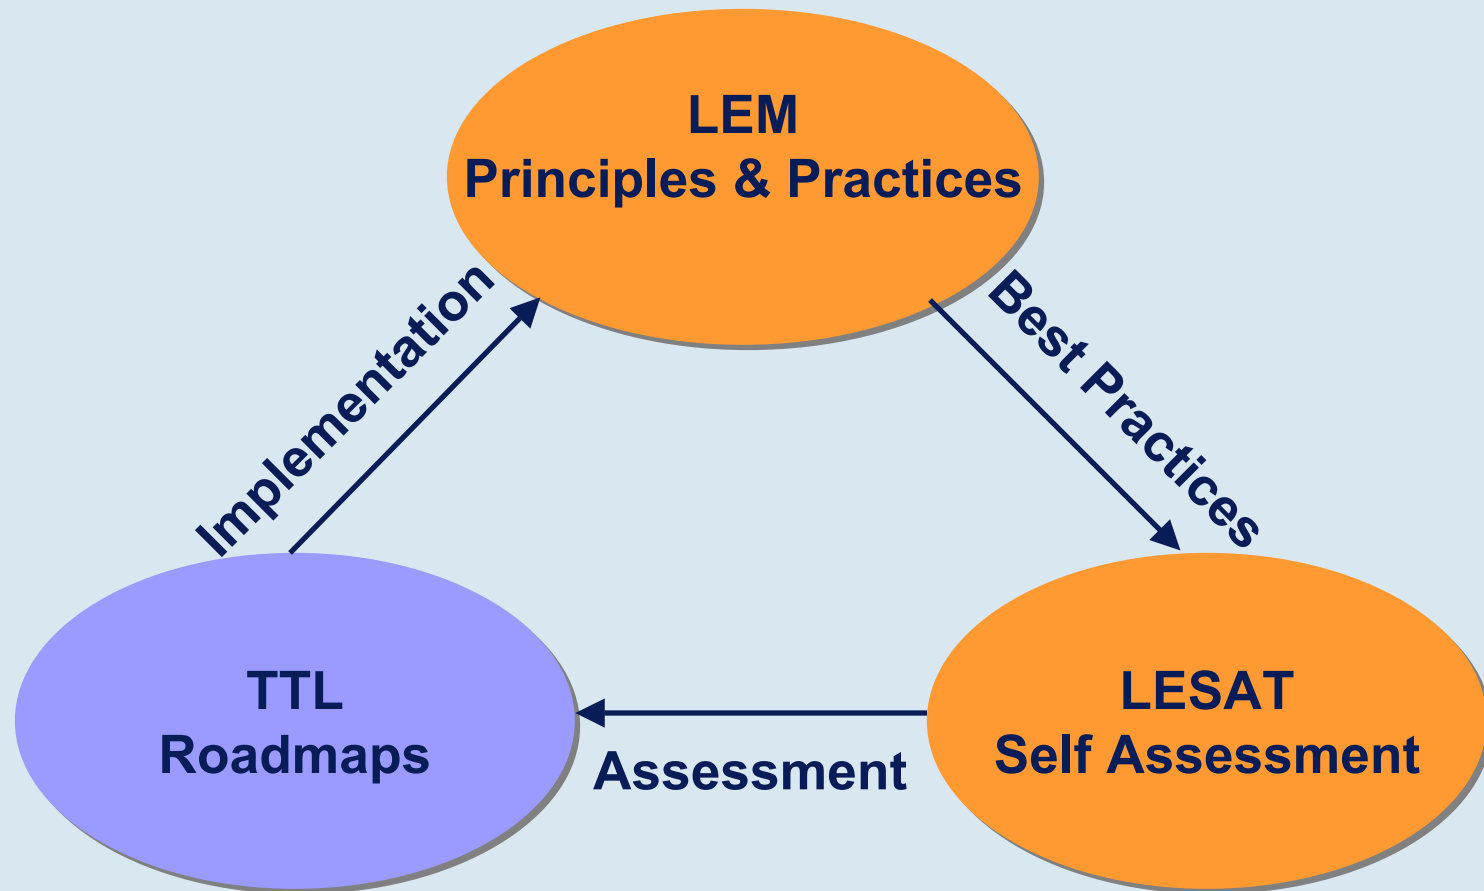 LEM
Principles & Practices
Implementation
Best Practices
TTL
Roadmaps
Assessment
LESAT
Self Assessment